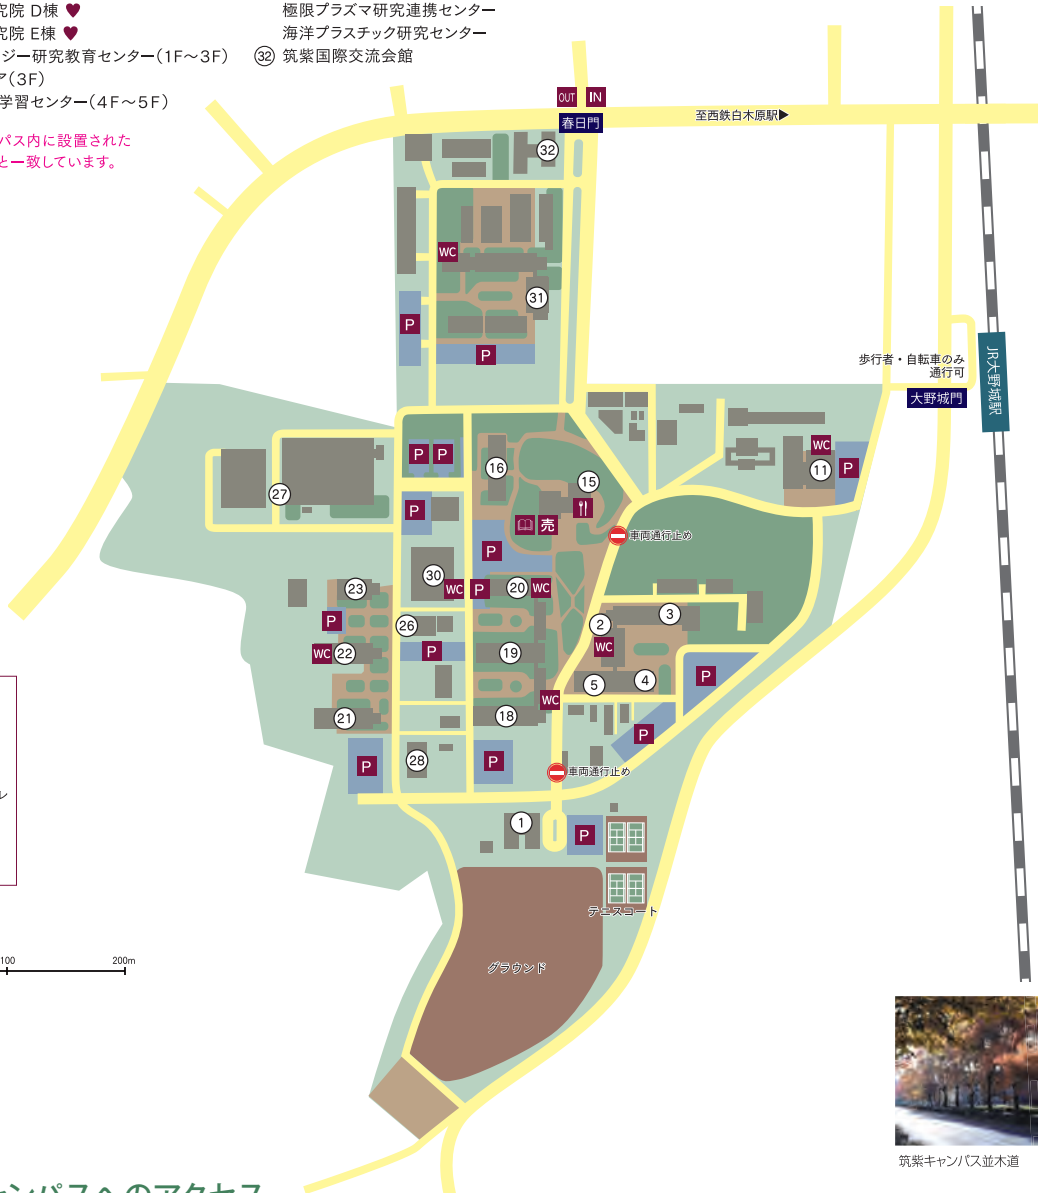 究院 D棟 ♥
究院 E棟 ♥
ジー研究教育センター(1F～3F)
ア(3F)
学習センター(4F～5F)
パス内に設置された
と一致しています。
極限プラズマ研究連携センター
海洋プラスチック研究センター
32 筑紫国際交流会館
OUT IN
春日門
至西鉄白木原駅▶
32
WC
31
P
P
歩行者・自転車のみ
通行可
大野城門
JR大野城駅
P P
16
15
WC
11
P
27
P
売
車両通行止め
P
30
WC
P
20
WC
23
P
26
2
3
WC
WC
22
P
19
5
4
P
WC
21
18
P
P
28
P
車両通行止め
1
P
テニスコート
グラウンド
ル
100
200m
筑紫キャンパス並木道
ャンパスへのアクセス